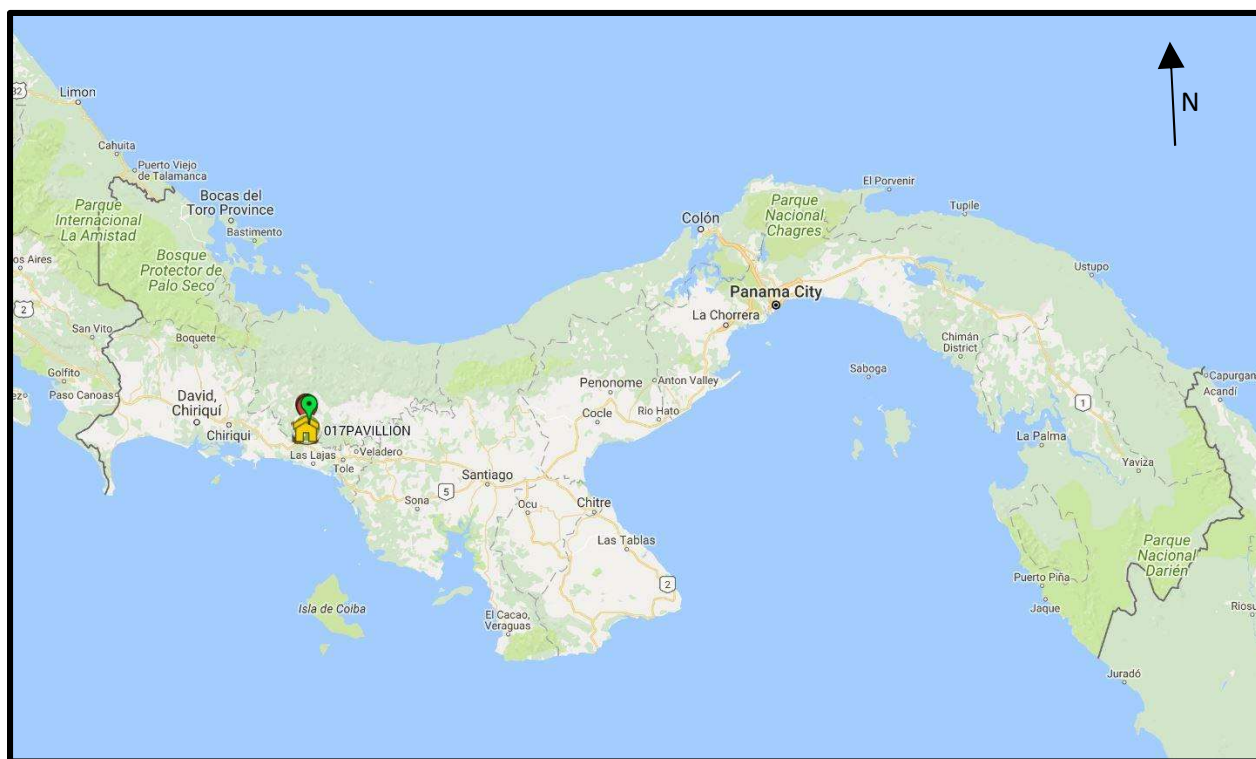 32
Limon
N
Cahuita
Puerto Viejo
de Talamanca
El Porvenir
Bocas del
Toro Province
Parque
Internacional
La Amistad
Parque
Nacional
Chagres
Tupile
Colón
Bastimento
Bosque
Protector de
Palo Seco
os Aires
Ustupo
Panama City
2
La Chorrera
San Vito
Boquete
Chimán
District
Golfito
Saboga
Capurgan
Acandí
Penonome
Anton Valley
Paso Canoas
David,
Chiriquí
1
Cocle
Rio Hato
Chiriqui
017PAVILLION
La Palma
Veladero
Las Lajas
Tole
Yaviza
Santiago
5
Sona
Ocu
Chitre
Las Tablas
Parque
Nacional
Darién
Puerto Piña
2
Isla de Coiba
Jaque
Riosu
El Cacao,
Veraguas
Juradó